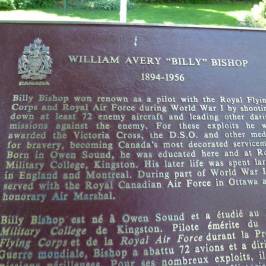 WILLIAM AVERY "BILLY" BISHOP
1894-1956
Billy Bishop won renown as a pilot with the Royal Flying
Corps and Royal Air Force during World War I by shooting
down at least 72 enemy aircraft and leading other daring
missions against the enemy. For these exploits he was
awarded the Victoria Cross, the D.S.O. and other medals
for bravery, becoming Canada's most decorated serviceman.
Born in Owen Sound, he was educated here and at Royal
Military College, Kingston. His later life was spent largely
in England and Montreal. During part of World War I
served with the Royal Canadian Air Force in Ottawa a
honorary Air Marshal.
Billy Bishop est né à Owen Sound et a étudié au
Military College de Kingston. Pilote émérite du
Flying Corps et de la Royal Air Force durant la Pr
Guerre mondiale, Bishop a abattu 72 avions et a diri
missions périlleuses. Pour ses nombreux exploits, il